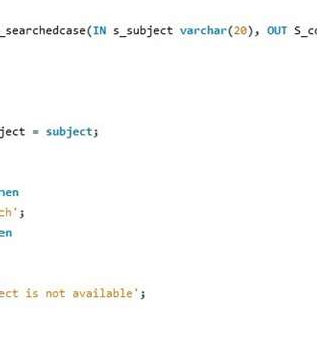 _searchedcase(IN s_subject varchar(20), OUT S_co
ject = subject;
hen
ch';
en
ect is not available';